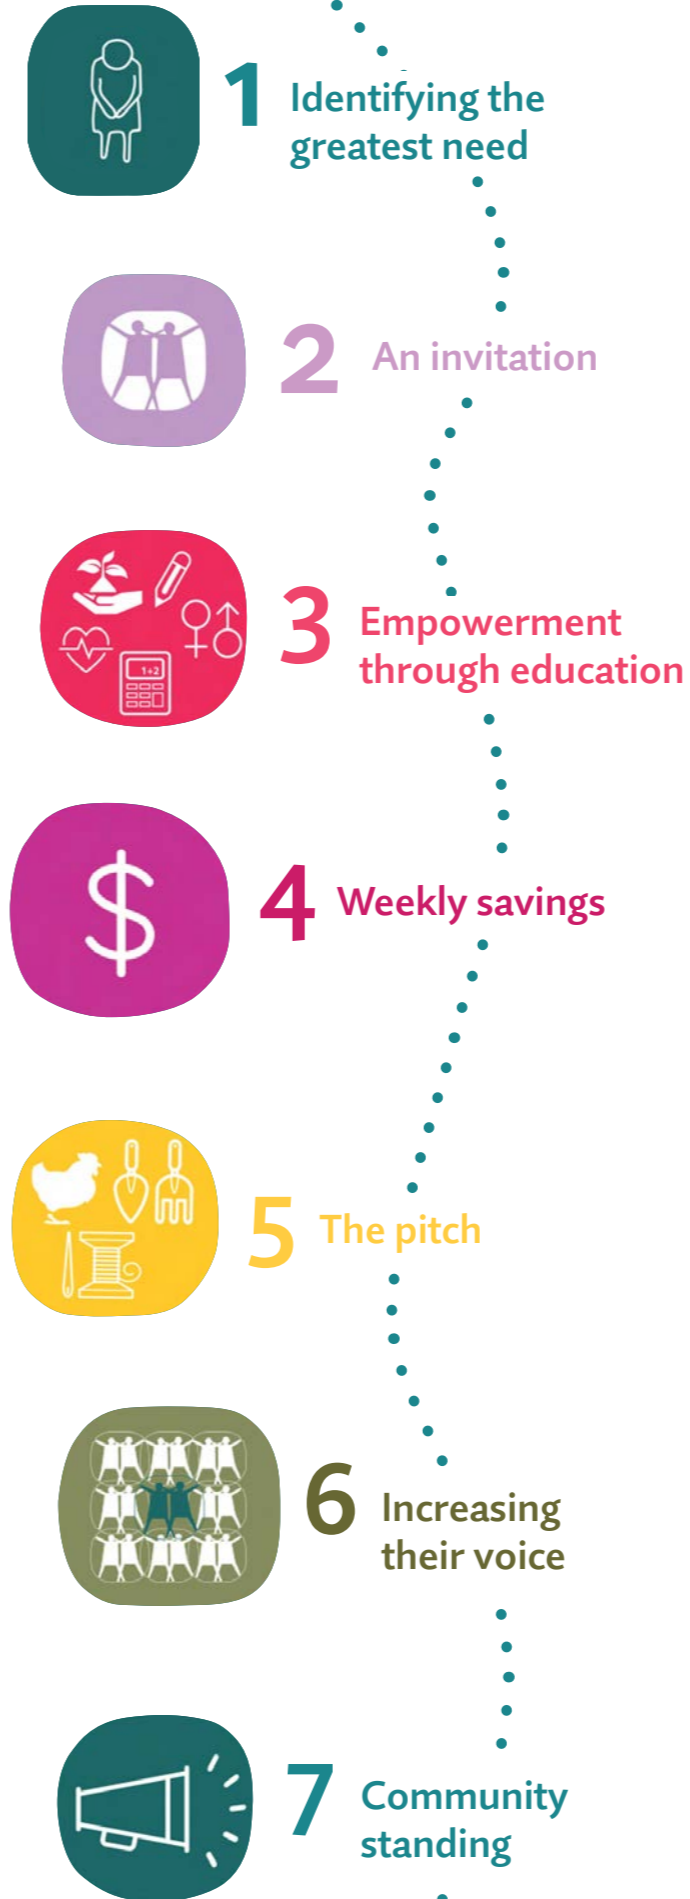 1 Identifying the
greatest need
2 An invitation
3 Empowerment
through education
1+2
4 Weekly savings
5 The pitch
6 Increasing
their voice
7 Community
standing